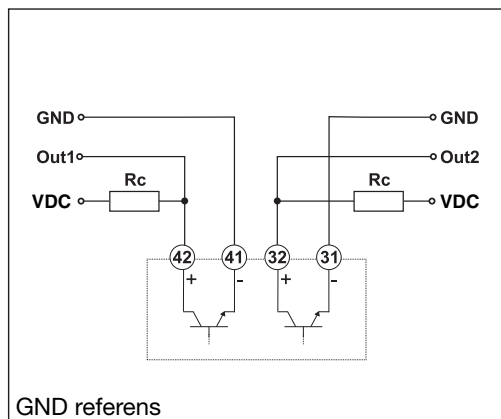 GND GND
Out1 Out2
Rc Rc
VDC VDC
42 41 32 31
+ - + -
GND referens